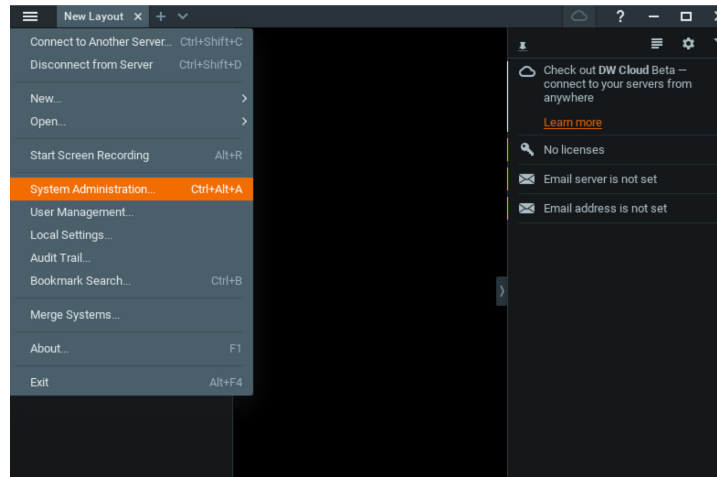 New Layout
?
Connect to Another Server... Ctrl+Shift+C
Disconnect from Server Ctrl+Shift+D
New...
Open...
Start Screen Recording Alt+R
System Administration... Ctrl+Alt+A
User Management...
Local Settings...
Audit Trail...
Bookmark Search... Ctrl+B
Merge Systems...
About... F1
Exit Alt+F4
Check out DW Cloud Beta —
connect to your servers from
anywhere
Learn more
No licenses
Email server is not set
Email address is not set